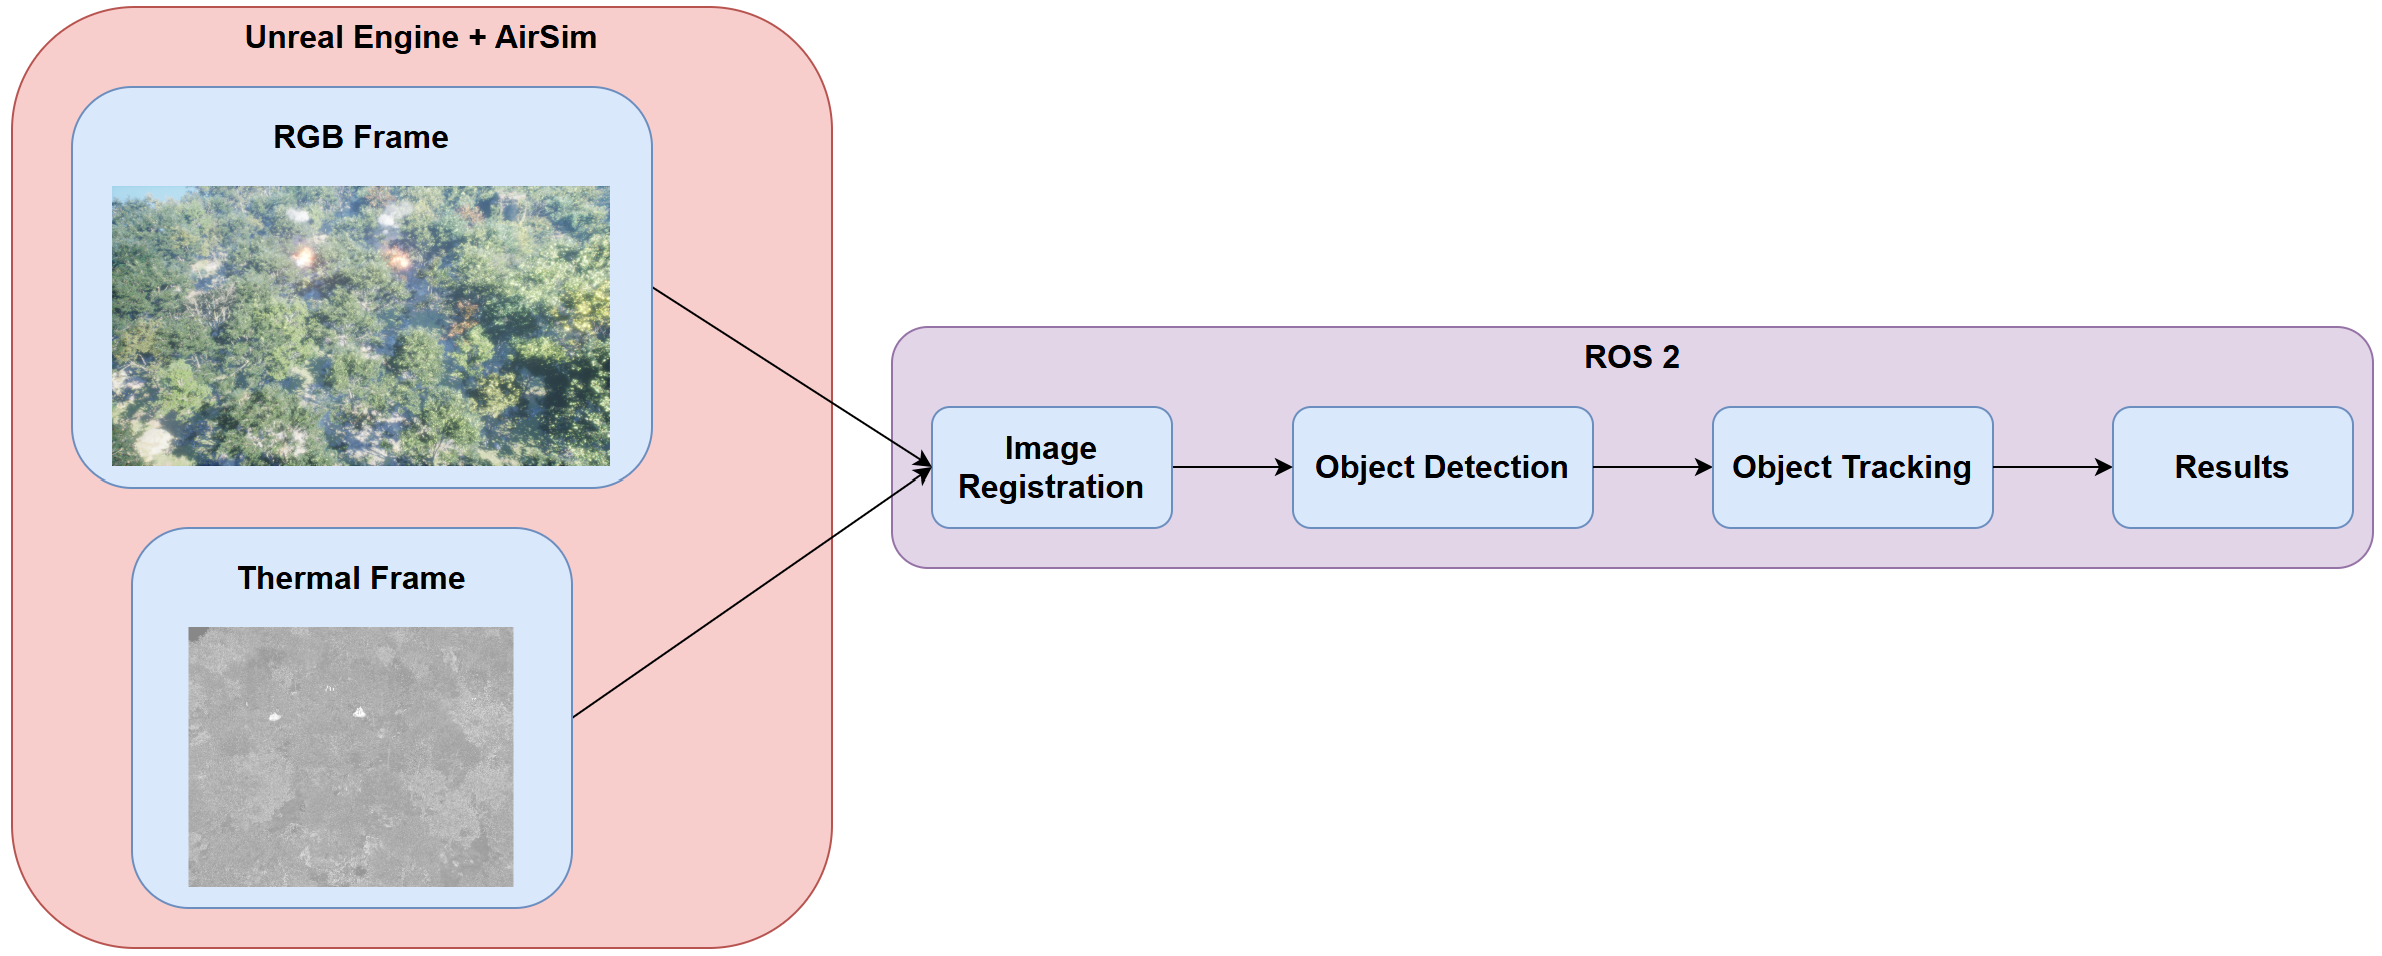 Unreal Engine + AirSim
RGB Frame
Thermal Frame
ROS 2
Image
Registration
Object Detection
Object Tracking
Results